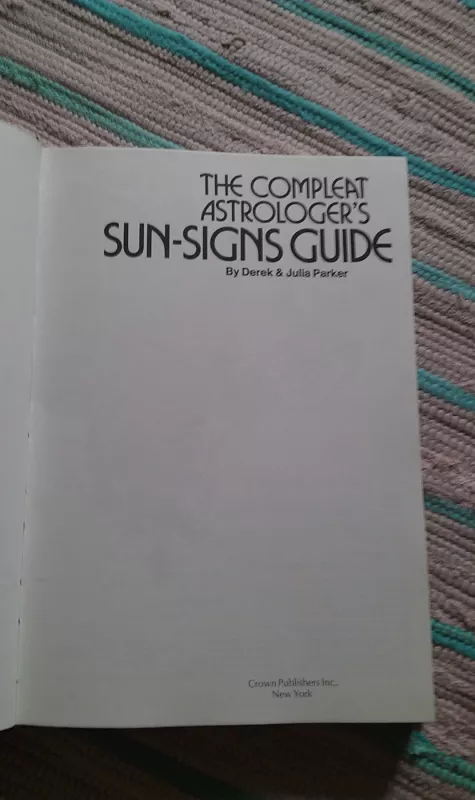 THE COMPLEAT
ASTROLOGER'S
SUN-SIGNS GUIDE
By Derek & Julia Parker
Crown Publishers Inc.,
New York